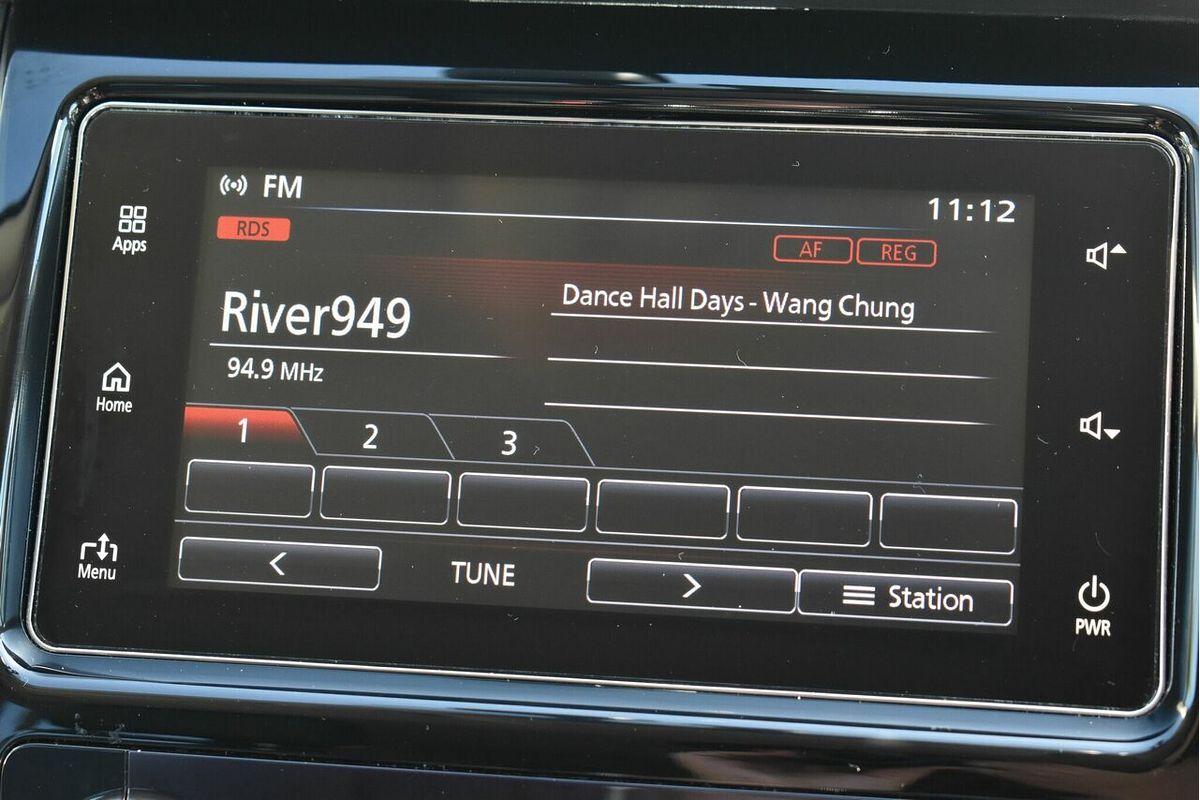 FM
11:12
Apps
RDS
AF
REG
River949
Dance Hall Days - Wang Chung
94.9 MHz
Home
1
2
3
Menu
<
TUNE
>
Station
PWR